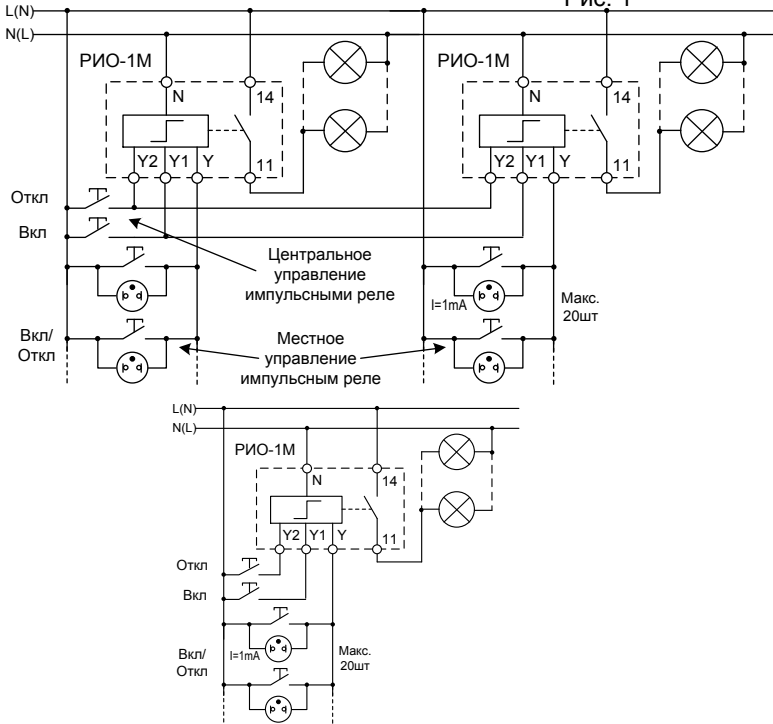 Рис. 1
L(N)
N(L)
РИО-1М
РИО-1М
N
14
N
14
Y2 Y1 Y
11
Y2 Y1 Y
11
Откл
Вкл
Центральное
управление
импульсными реле
I=1mA
Макс.
20шт
Вкл/
Откл
Местное
управление
импульсным реле
L(N)
N(L)
РИО-1М
N
14
Y2 Y1 Y
11
Откл
Вкл
I=1mA
Макс.
20шт
Вкл/
Откл